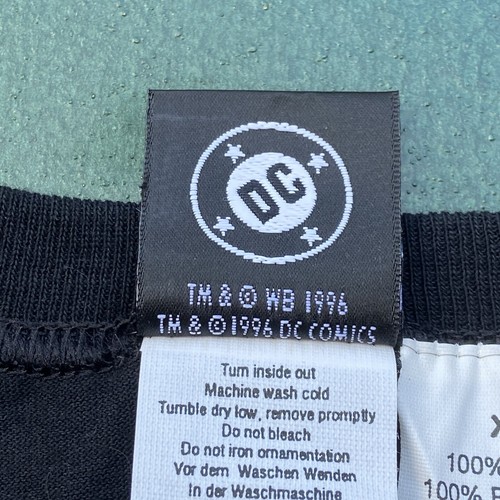 DC
TM & © WB 1996
TM & ©1996 DC COMICS
Turn inside out
Machine wash cold
Tumble dry low, remove promptly
Do not bleach
Do not iron ornamentation
Vor dem Waschen Wenden
In der Waschmaschine
100%
100%